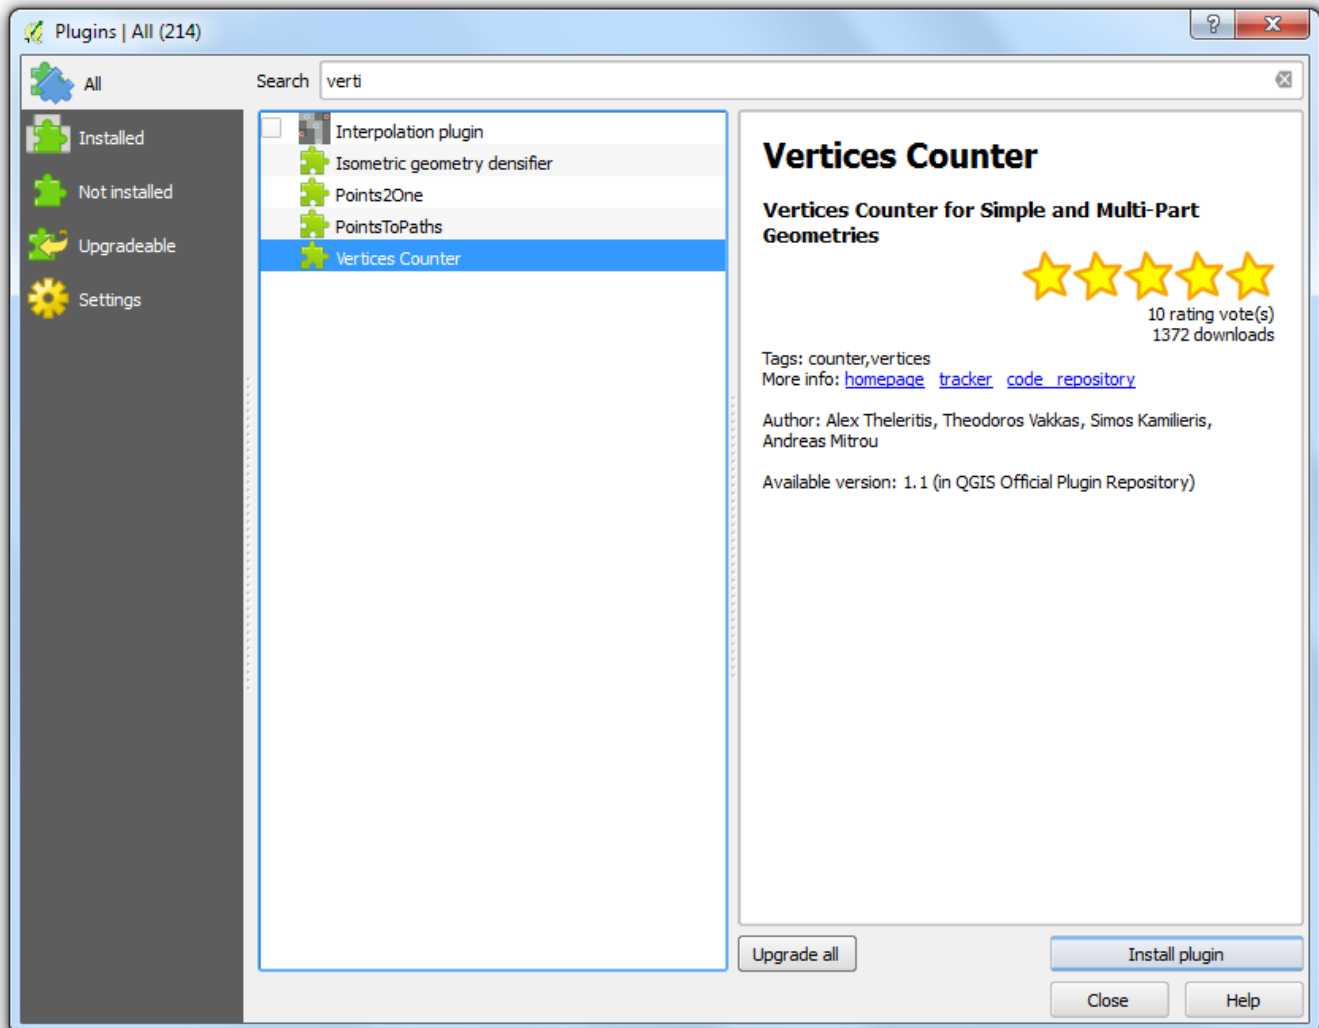 Plugins | All (214)
?
X
All
Installed
Not installed
Upgradeable
Settings
Search verti
Interpolation plugin
Isometric geometry densifier
Points2One
PointsToPaths
Vertices Counter
Vertices Counter
Vertices Counter for Simple and Multi-Part
Geometries
10 rating vote(s)
1372 downloads
Tags: counter,vertices
More info: homepage tracker code repository
Author: Alex Theleritis, Theodoros Vakkas, Simos Kamilieris,
Andreas Mitrou
Available version: 1.1 (in QGIS Official Plugin Repository)
Upgrade all
Install plugin
Close
Help